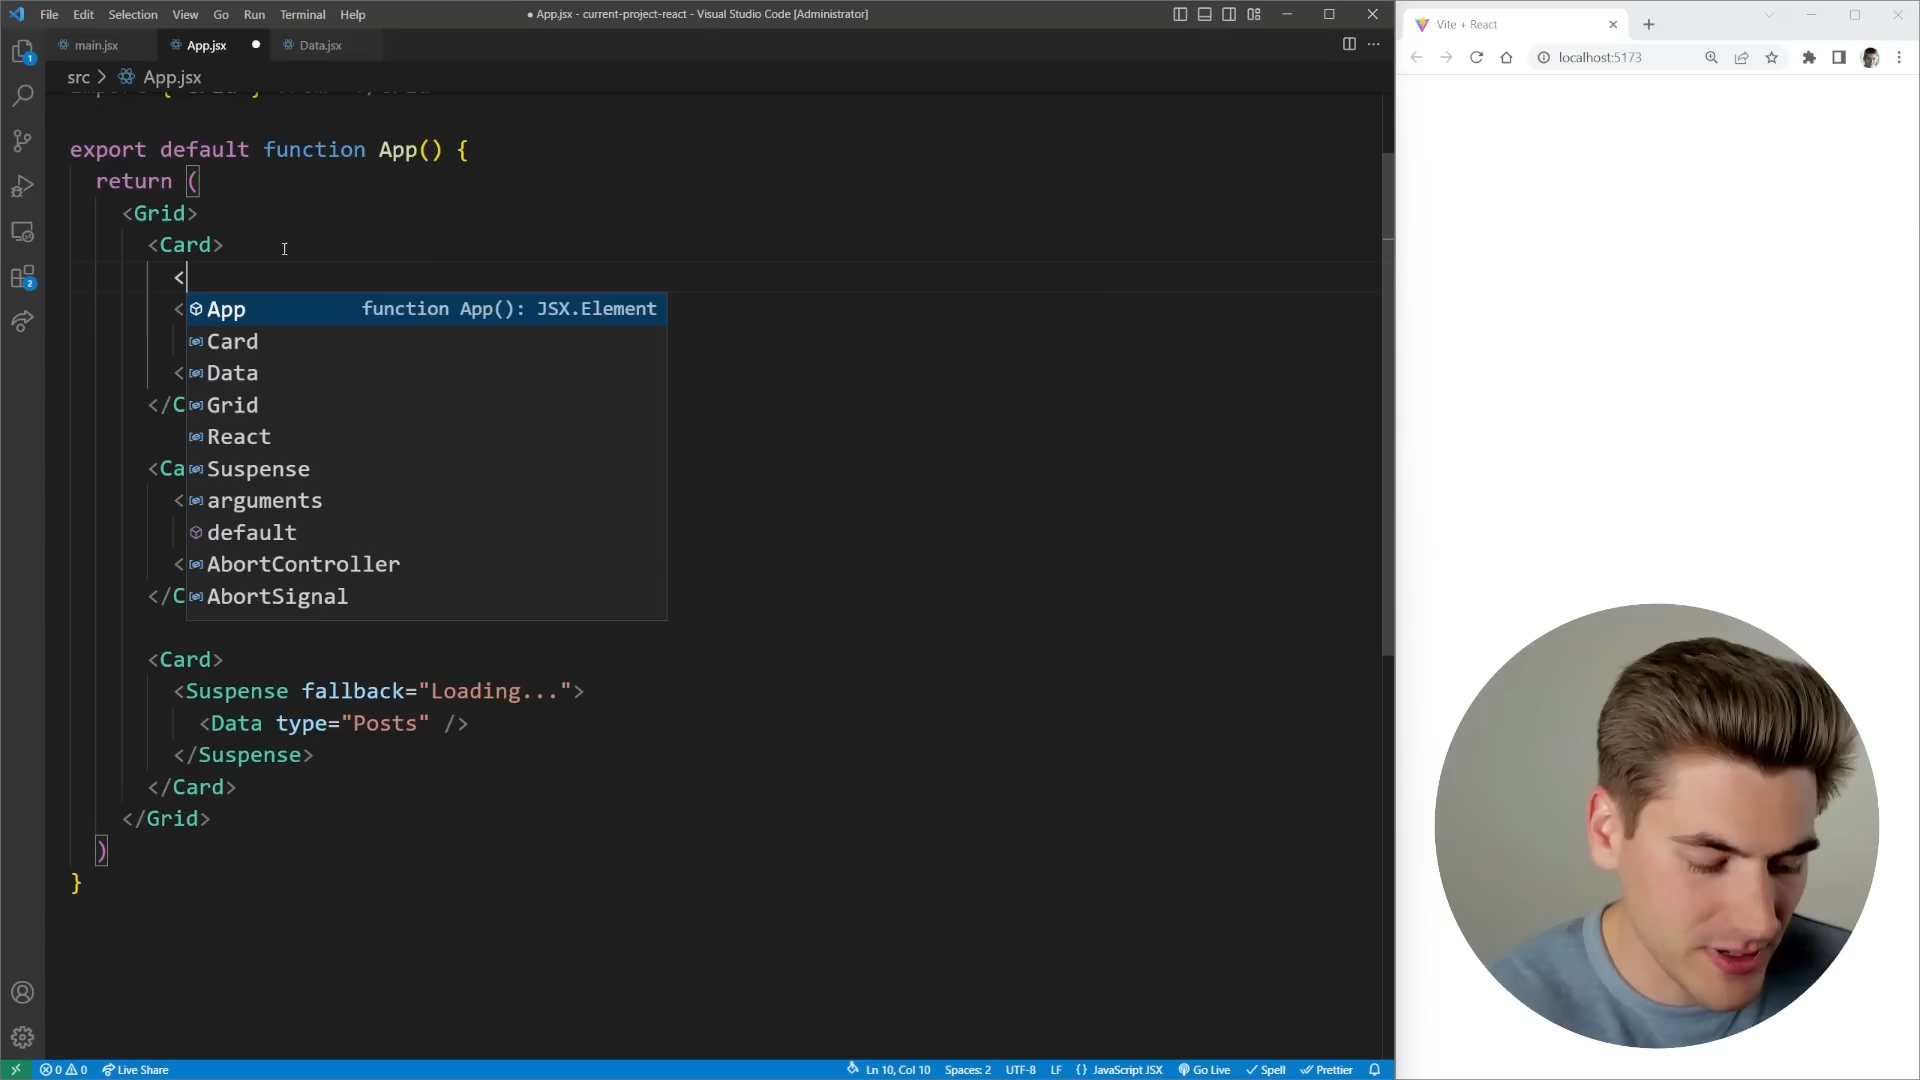 File Edit Selection View Go Run Terminal Help
● App.jsx - current-project-react - Visual Studio Code [Administrator]
Vite + React
main.jsx
App.jsx
Data.jsx
localhost:5173
src > App.jsx
export default function App() {
return (
<Grid>
<Card>
<
< App function App(): JSX.Element
Card
< Data
</C Grid
React
<Ca Suspense
< arguments
default
< AbortController
</C AbortSignal
<Card>
<Suspense fallback="Loading...">
<Data type="Posts" />
</Suspense>
</Card>
</Grid>
)
}
1
2
0 0 Live Share
Ln 10, Col 10 Spaces: 2 UTF-8 LF {} JavaScript JSX Go Live Spell Prettier